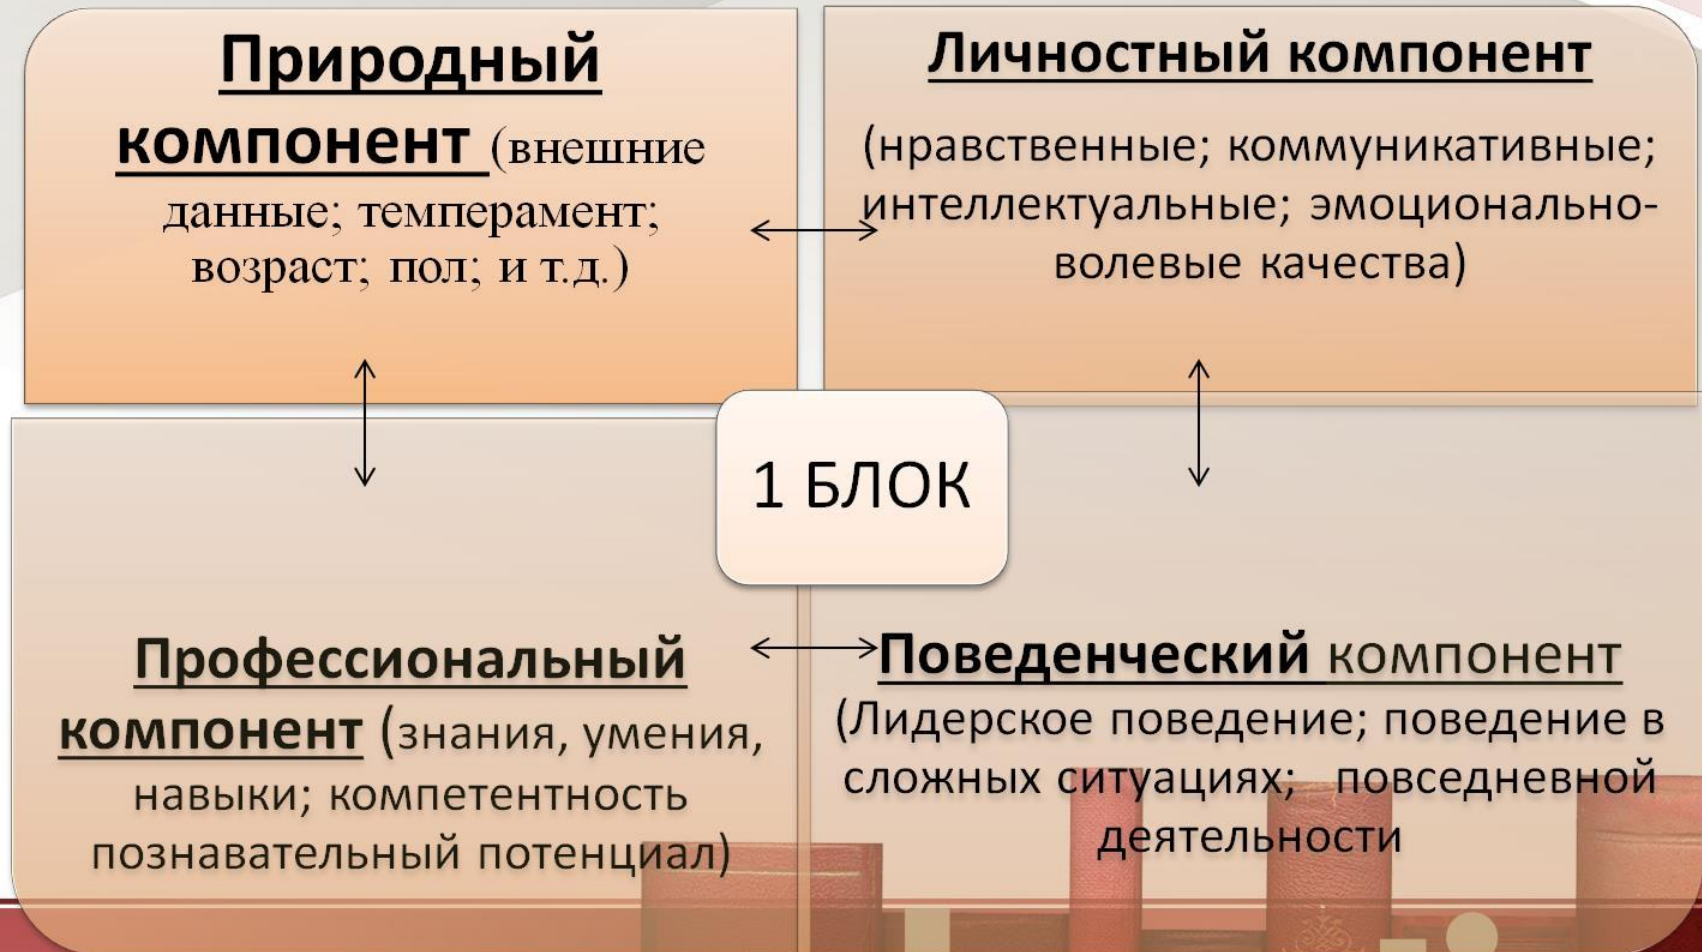 Природный
компонент (внешние
данные; темперамент;
возраст; пол; и т.д.)
Личностный компонент
(нравственные; коммуникативные;
интеллектуальные; эмоционально-
волевые качества)
1 БЛОК
Профессиональный
компонент (знания, умения,
навыки; компетентность
познавательный потенциал)
Поведенческий компонент
(Лидерское поведение; поведение в
сложных ситуациях; повседневной
деятельности